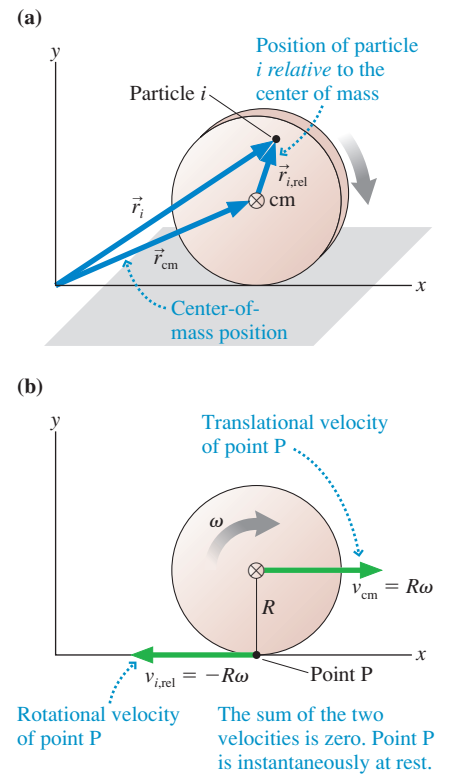 (a)
y
Position of particle
i relative to the
center of mass
Particle i
r⃗i,rel
cm
r⃗i
r⃗cm
x
Center-of-
mass position
(b)
y
Translational velocity
of point P
ω
vcm = Rω
R
x
vi,rel = −Rω
Point P
Rotational velocity
of point P
The sum of the two
velocities is zero. Point P
is instantaneously at rest.